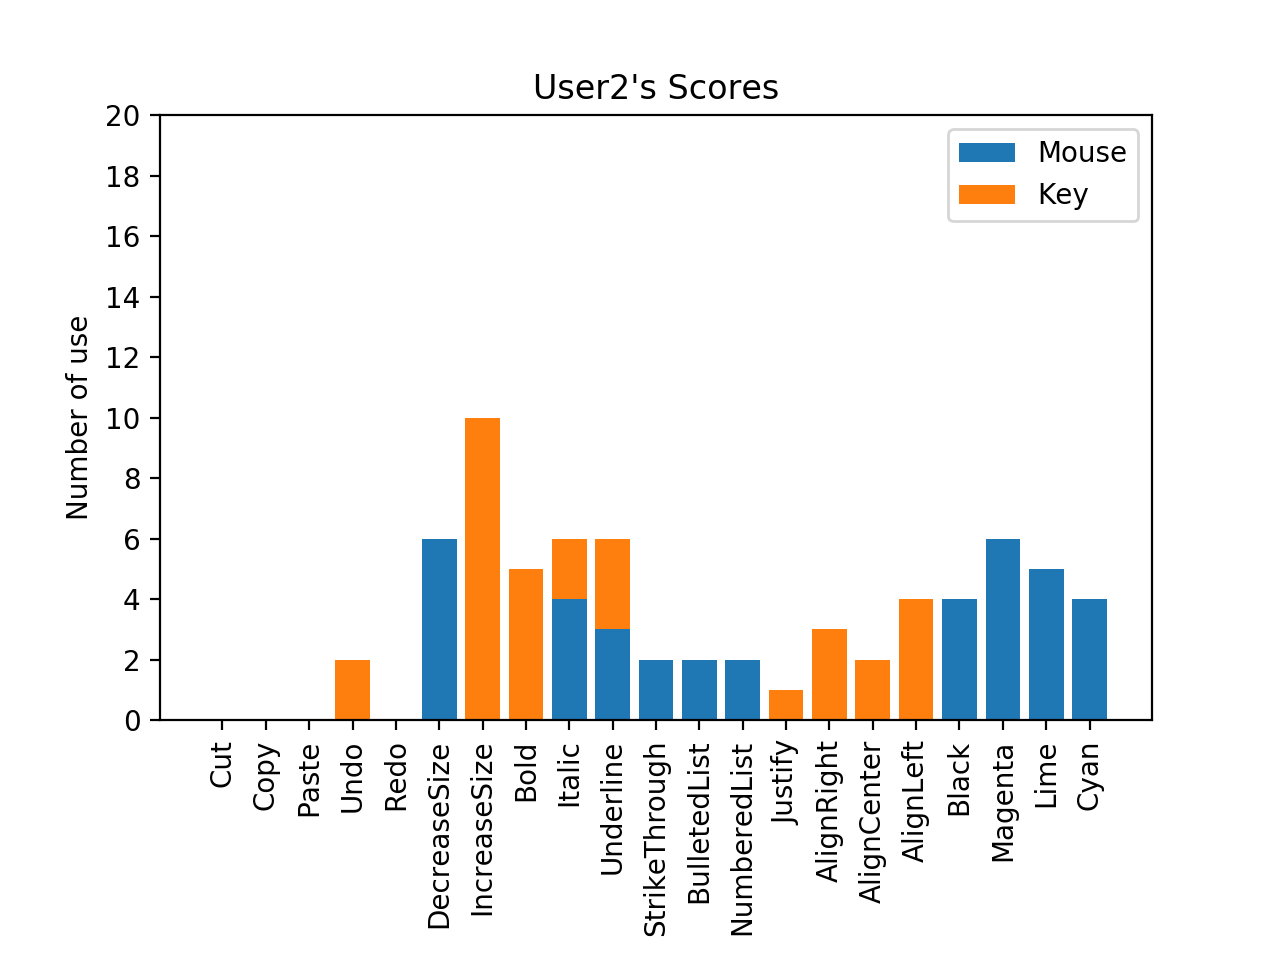 User2's Scores
Mouse
Key
Number of use
20
18
16
14
12
10
8
6
4
2
0
Cut
Copy
Paste
Undo
Redo
DecreaseSize
IncreaseSize
Bold
Italic
Underline
StrikeThrough
BulletedList
NumberedList
Justify
AlignRight
AlignCenter
AlignLeft
Black
Magenta
Lime
Cyan